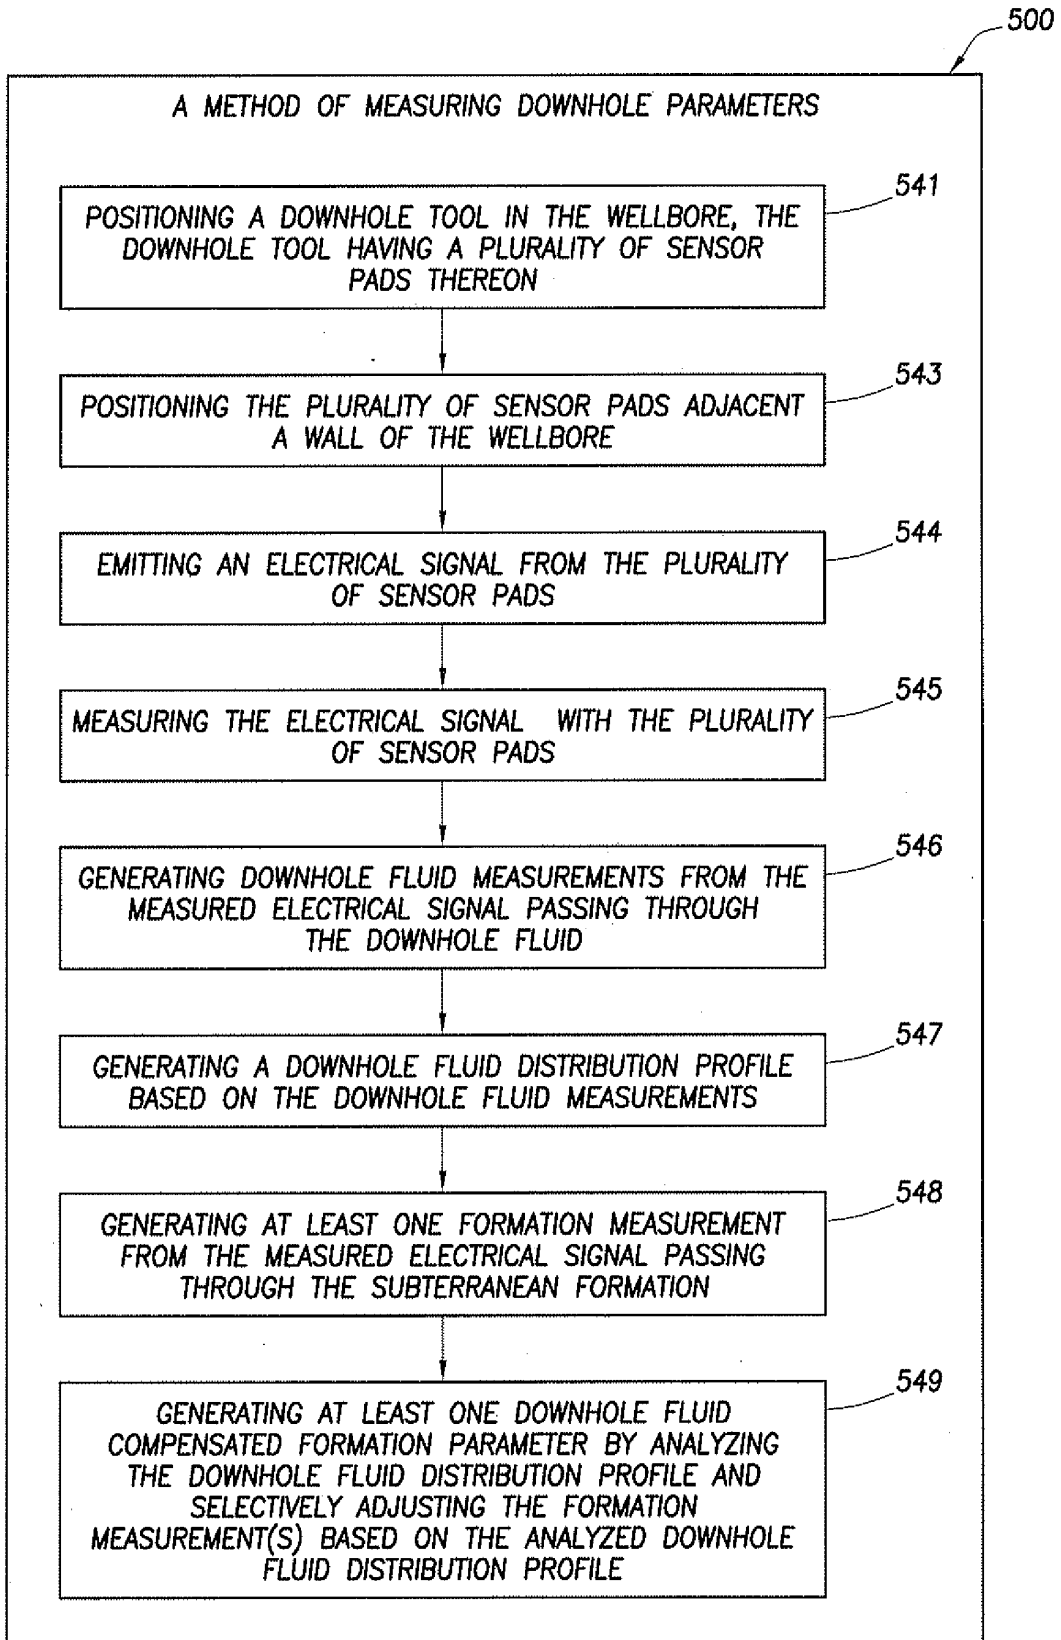 500
A METHOD OF MEASURING DOWNHOLE PARAMETERS
541
POSITIONING A DOWNHOLE TOOL IN THE WELLBORE, THE
DOWNHOLE TOOL HAVING A PLURALITY OF SENSOR
PADS THEREON
543
POSITIONING THE PLURALITY OF SENSOR PADS ADJACENT
A WALL OF THE WELLBORE
544
EMITTING AN ELECTRICAL SIGNAL FROM THE PLURALITY
OF SENSOR PADS
545
MEASURING THE ELECTRICAL SIGNAL WITH THE PLURALITY
OF SENSOR PADS
546
GENERATING DOWNHOLE FLUID MEASUREMENTS FROM THE
MEASURED ELECTRICAL SIGNAL PASSING THROUGH
THE DOWNHOLE FLUID
547
GENERATING A DOWNHOLE FLUID DISTRIBUTION PROFILE
BASED ON THE DOWNHOLE FLUID MEASUREMENTS
548
GENERATING AT LEAST ONE FORMATION MEASUREMENT
FROM THE MEASURED ELECTRICAL SIGNAL PASSING
THROUGH THE SUBTERRANEAN FORMATION
549
GENERATING AT LEAST ONE DOWNHOLE FLUID
COMPENSATED FORMATION PARAMETER BY ANALYZING
THE DOWNHOLE FLUID DISTRIBUTION PROFILE AND
SELECTIVELY ADJUSTING THE FORMATION
MEASUREMENT(S) BASED ON THE ANALYZED DOWNHOLE
FLUID DISTRIBUTION PROFILE